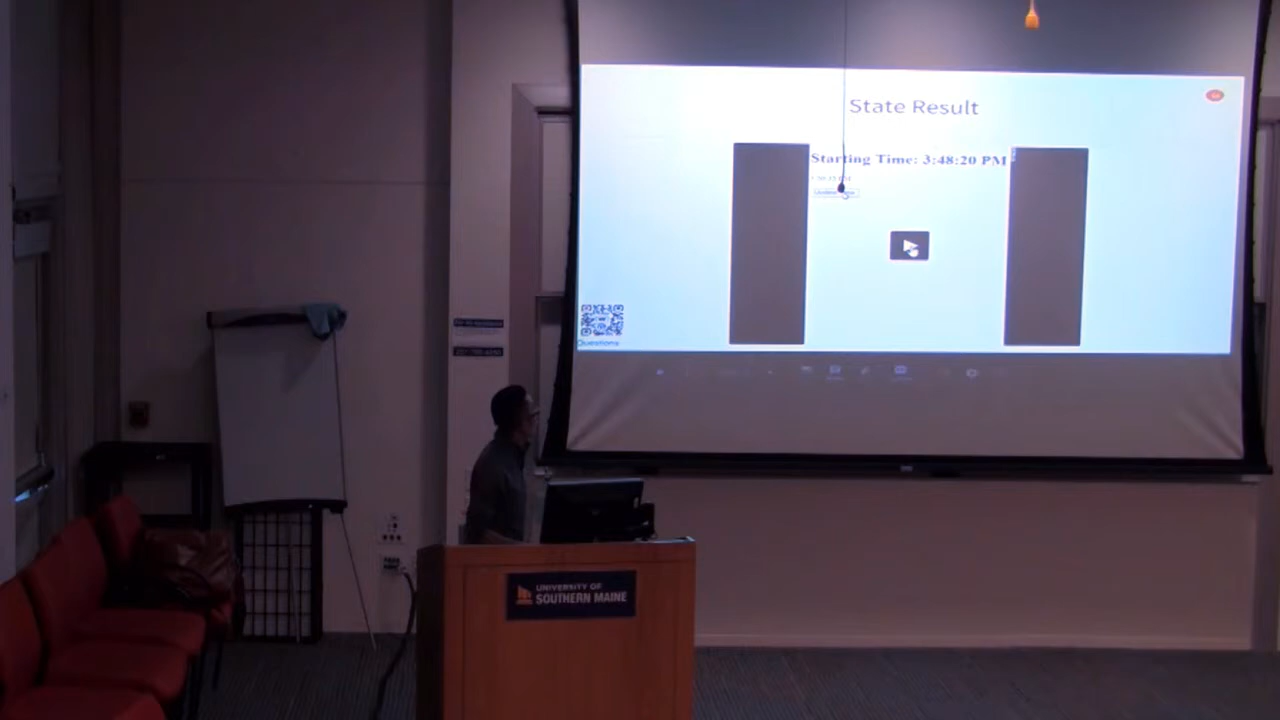 State Result
Starting Time: 3:48:20 PM
Questions
UNIVERSITY OF
SOUTHERN MAINE